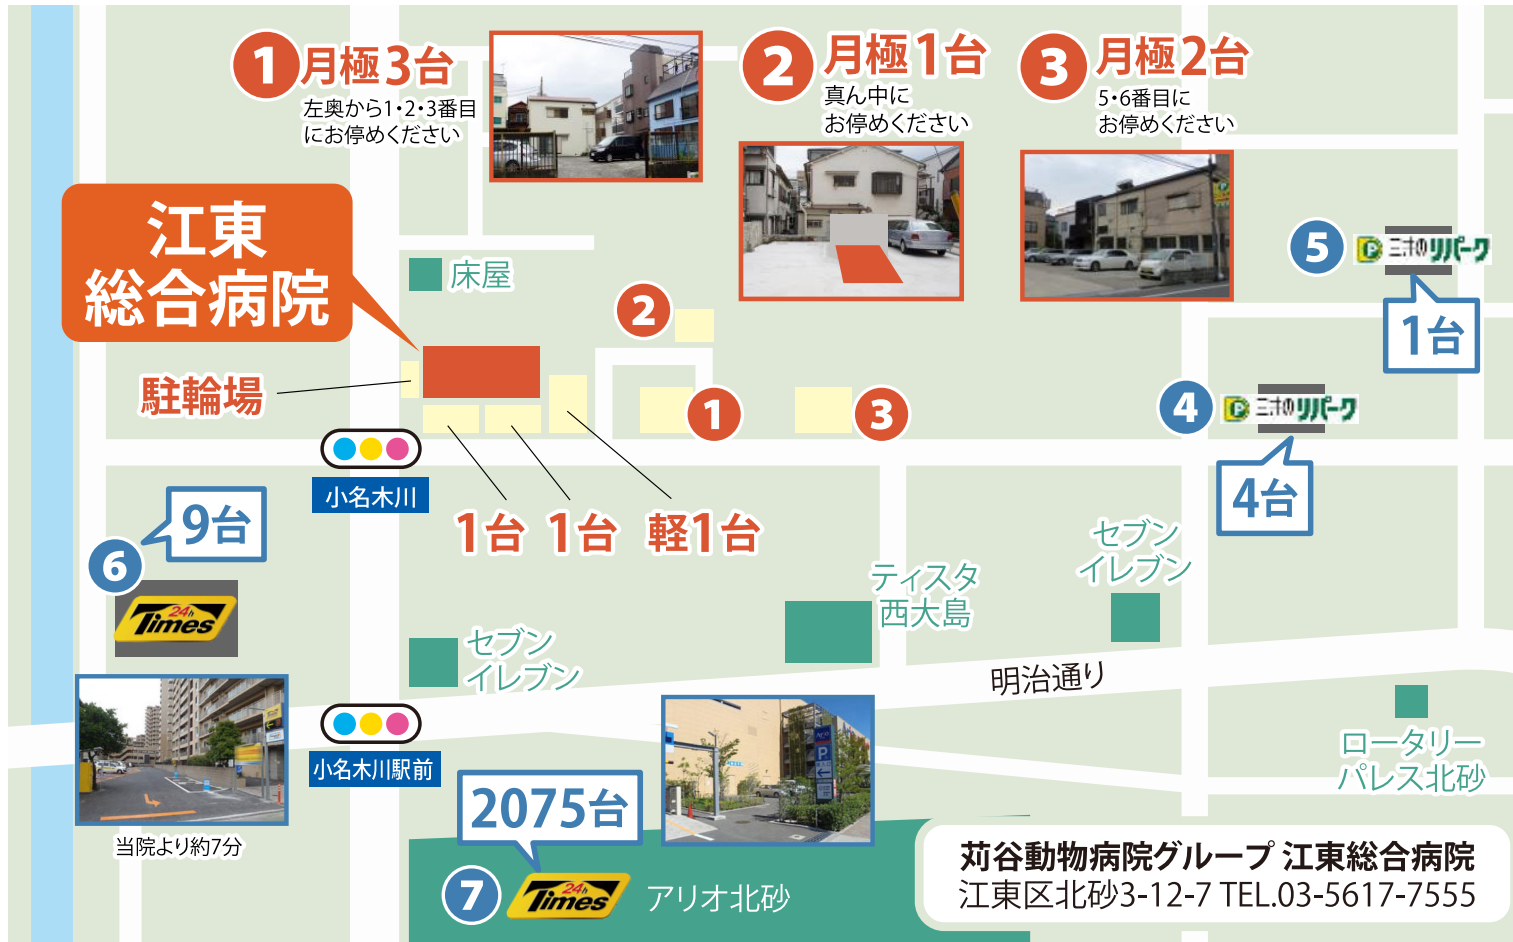 1 月極3台
左奥から1・2・3番目
にお停めください
2 月極1台
真ん中に
お停めください
3 月極2台
5・6番目に
お停めください
江東
総合病院
床屋
駐輪場
2
1
3
5 三井のリパーク
1台
4 三井のリパーク
4台
小名木川
1台 1台 軽1台
9台
6
24h
Times
当院より約7分
セブン
イレブン
ティスタ
西大島
セブン
イレブン
明治通り
小名木川駅前
P
ロータリー
パレス北砂
2075台
7
24h
Times
アリオ北砂
苅谷動物病院グループ 江東総合病院
江東区北砂3-12-7 TEL.03-5617-7555